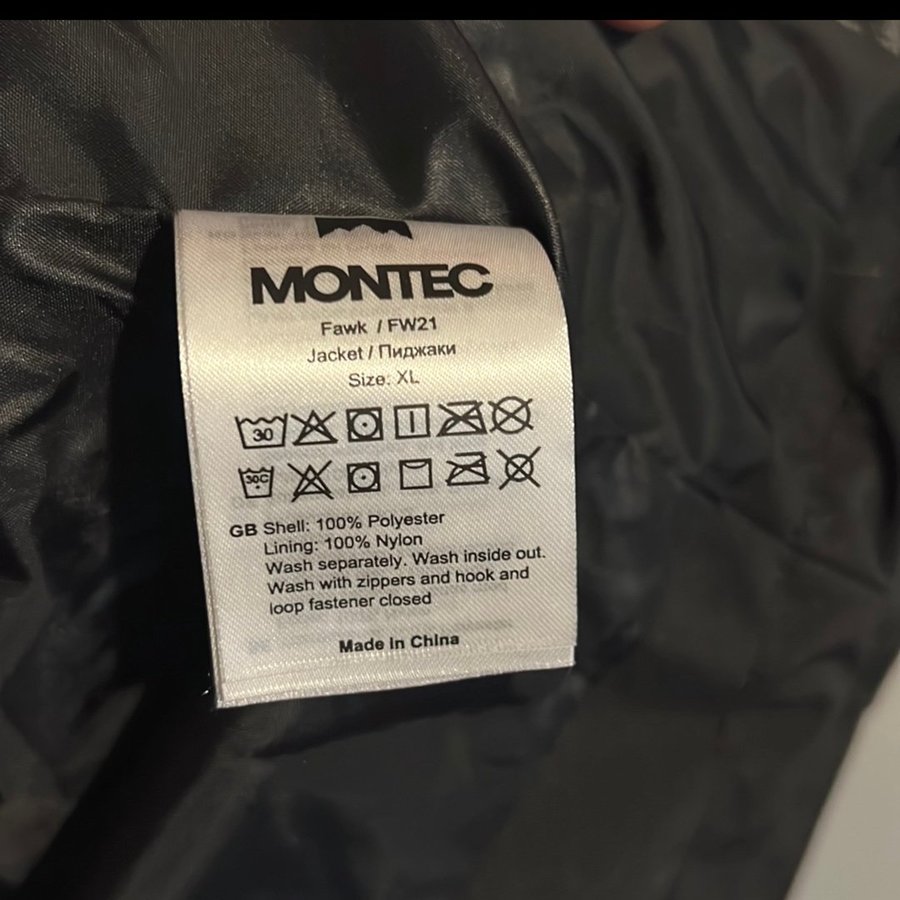 MONTEC
Fawk / FW21
Jacket / Пиджаки
Size: XL
30
30C
GB Shell: 100% Polyester
Lining: 100% Nylon
Wash separately. Wash inside out.
Wash with zippers and hook and
loop fastener closed
Made in China